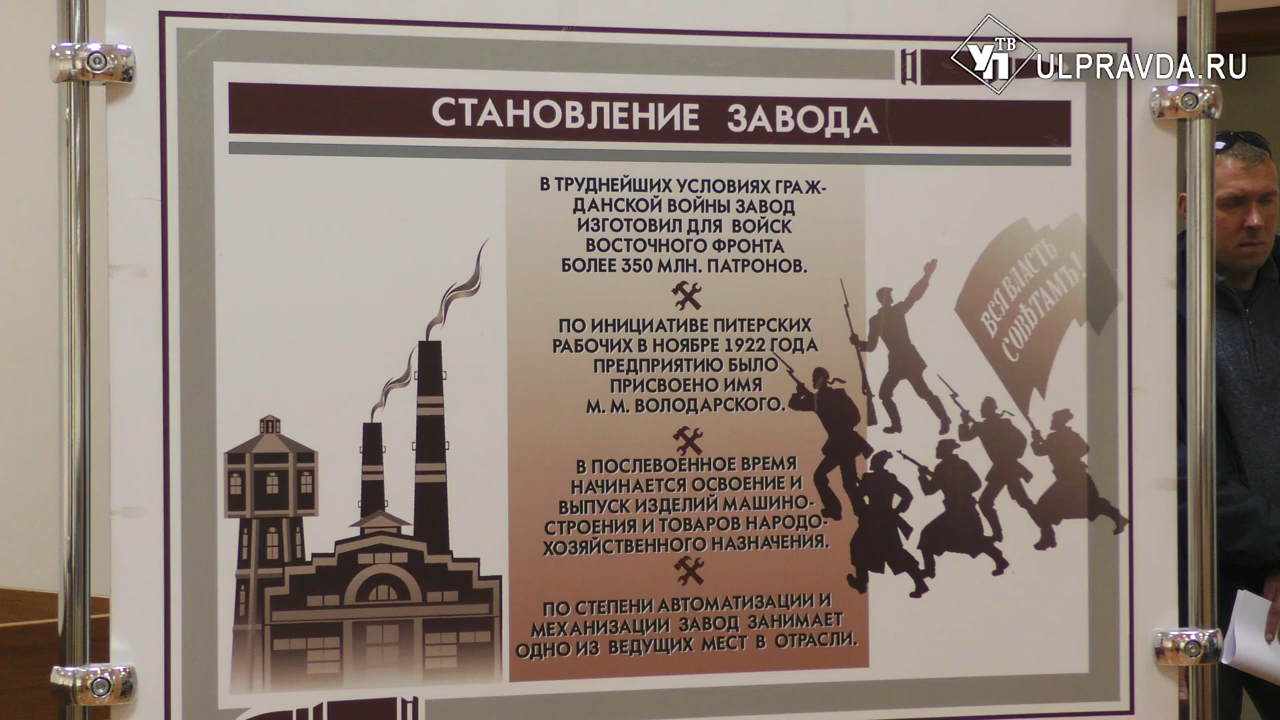 УП ТВ
ULPRAVDA.RU
СТАНОВЛЕНИЕ ЗАВОДА
В ТРУДНЕЙШИХ УСЛОВИЯХ ГРАЖ-
ДАНСКОЙ ВОЙНЫ ЗАВОД
ИЗГОТОВИЛ ДЛЯ ВОЙСК
ВОСТОЧНОГО ФРОНТА
БОЛЕЕ 350 МЛН. ПАТРОНОВ.
ПО ИНИЦИАТИВЕ ПИТЕРСКИХ
РАБОЧИХ В НОЯБРЕ 1922 ГОДА
ПРЕДПРИЯТИЮ БЫЛО
ПРИСВОЕНО ИМЯ
М. М. ВОЛОДАРСКОГО.
В ПОСЛЕВОЕННОЕ ВРЕМЯ
НАЧИНАЕТСЯ ОСВОЕНИЕ И
ВЫПУСК ИЗДЕЛИЙ МАШИНО-
СТРОЕНИЯ И ТОВАРОВ НАРОДО-
ХОЗЯЙСТВЕННОГО НАЗНАЧЕНИЯ.
ПО СТЕПЕНИ АВТОМАТИЗАЦИИ И
МЕХАНИЗАЦИИ ЗАВОД ЗАНИМАЕТ
ОДНО ИЗ ВЕДУЩИХ МЕСТ В ОТРАСЛИ.
ВСЯ ВЛАСТЬ
СОВѢТАМЪ!